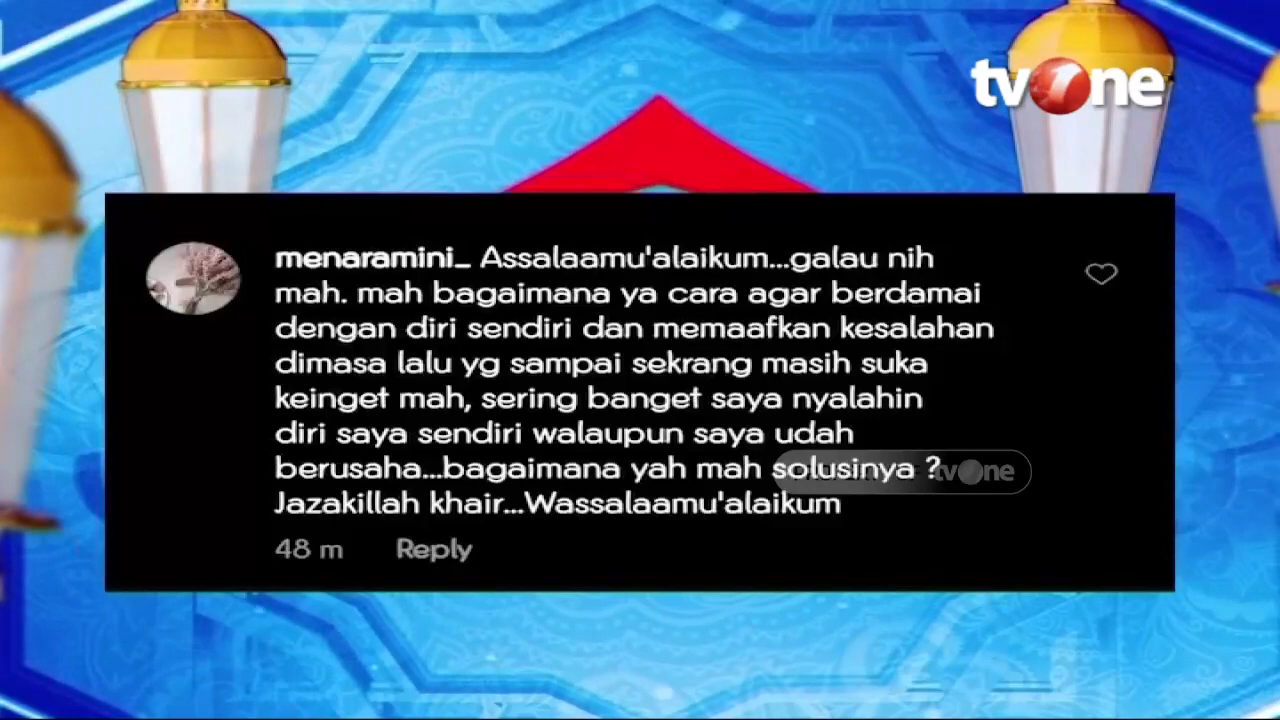 tvOne
menaramini_ Assalaamu'alaikum...galau nih
mah. mah bagaimana ya cara agar berdamai
dengan diri sendiri dan memaafkan kesalahan
dimasa lalu yg sampai sekrang masih suka
keinget mah, sering banget saya nyalahin
diri saya sendiri walaupun saya udah
berusaha...bagaimana yah mah solusinya ?
tvOne
Jazakillah khair...Wassalaamu'alaikum
48 m Reply